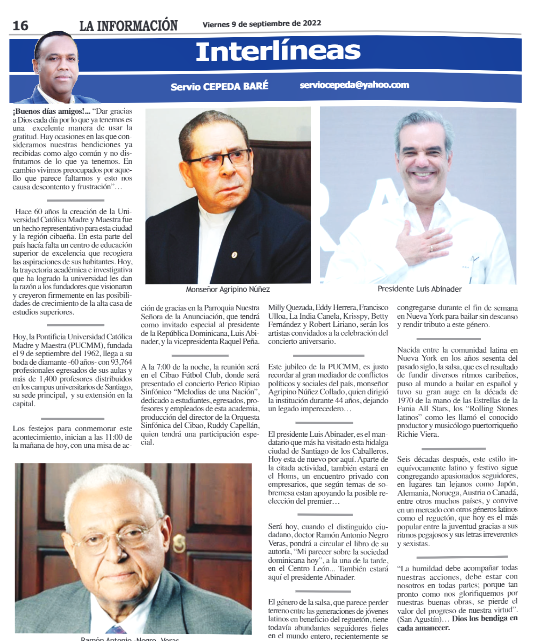 16
LA INFORMACIÓN
Viernes 9 de septiembre de 2022
Interlíneas
Servio CEPEDA BARÉ
serviocepeda@yahoo.com
¡Buenos días amigos!... “Dar gracias
a Dios cada día por lo que ya tenemos es
una excelente manera de usar la
gratitud. Hay ocasiones en las que con-
sideramos nuestras bendiciones ya
recibidas como algo común y no dis-
frutamos de lo que ya tenemos. En
cambio vivimos preocupados por aque-
llo que parece faltarnos y esto nos
causa descontento y frustración”…
Hace 60 años la creación de la Uni-
versidad Católica Madre y Maestra fue
un hecho representativo para esta ciudad
y la región cibaeña. En esta parte del
país hacía falta un centro de educación
superior de excelencia que recogiera
las aspiraciones de sus habitantes. Hoy,
la trayectoria académica e investigativa
que ha logrado la universidad les dan
la razón a los fundadores que visionaron
y creyeron firmemente en las posibili-
dades de crecimiento de la alta casa de
estudios superiores.
Hoy, la Pontificia Universidad Católica
Madre y Maestra (PUCMM), fundada
el 9 de septiembre del 1962, llega a su
boda de diamante -60 años- con 93,764
profesionales egresados de sus aulas y
más de 1,400 profesores distribuidos
en los campus universitarios de Santiago,
su sede principal, y su extensión en la
capital.
Los festejos para conmemorar este
acontecimiento, inician a las 11:00 de
la mañana de hoy, con una misa de ac-
Monseñor Agripino Núñez
Presidente Luis Abinader
ción de gracias en la Parroquia Nuestra
Señora de la Anunciación, que tendrá
como invitado especial al presidente
de la República Dominicana, Luis Abi-
nader, y la vicepresidenta Raquel Peña.
A la 7:00 de la noche, la reunión será
en el Cibao Fútbol Club, donde será
presentado el concierto Perico Ripiao
Sinfónico “Melodías de una Nación”,
dedicado a estudiantes, egresados, profe-
sores y empleados de esta academia,
producción del director de la Orquesta
Sinfónica del Cibao, Ruddy Capellán,
quien tendrá una participación espe-
cial.
Ramón Antonio Negro Veras
Milly Quezada, Eddy Herrera, Francisco
Ulloa, La India Canela, Krisspy, Betty
Fernández y Robert Liriano, serán los
artistas convidados a la celebración del
concierto aniversario.
Este jubileo de la PUCMM, es justo
recordar al gran mediador de conflictos
políticos y sociales del país, monseñor
Agripino Núñez Collado, quien dirigió
la institución durante 44 años, dejando
un legado imperecedero…
El presidente Luis Abinader, es el man-
datario que más ha visitado esta hidalga
ciudad de Santiago de los Caballeros.
Hoy esta de nuevo por aquí. Aparte de
la citada actividad, también estará en
el Homs, un encuentro privado con
empresarios, que según temas de so-
bremesa estan apoyando la posible re-
elección del premier…
Será hoy, cuando el distinguido ciu-
dadano, doctor Ramón Antonio Negro
Veras, pondrá a circular el libro de su
autoría, “Mi parecer sobre la sociedad
dominicana hoy”, a la una de la tarde,
en el Centro León... También estará
aquí el presidente Abinader.
El género de la salsa, que parece perder
terreno entre las generaciones de jóvenes
latinos en beneficio del reguetón, tiene
todavía abundantes seguidores fieles
en el mundo entero, recientemente se
congregarse durante el fin de semana
en Nueva York para bailar sin descanso
y rendir tributo a este género.
Nacida entre la comunidad latina en
Nueva York en los años sesenta del
pasado siglo, la salsa, que es el resultado
de fundir diversos ritmos caribeños,
puso al mundo a bailar en español y
tuvo su gran auge en la década de
1970 de la mano de las Estrellas de la
Fania All Stars, los "Rolling Stones
latinos" como les llamó el conocido
productor y musicólogo puertorriqueño
Richie Viera.
Seis décadas después, este estilo in-
equívocamente latino y festivo sigue
congregando apasionados seguidores,
en lugares tan lejanos como Japón,
Alemania, Noruega, Austria o Canadá,
entre otros muchos países, y convive
en un mercado con otros géneros latinos
como el reguetón, que hoy es el más
popular entre la juventud gracias a sus
ritmos pegajosos y sus letras irreverentes
y sexistas.
“La humildad debe acompañar todas
nuestras acciones, debe estar con
nosotros en todas partes; porque tan
pronto como nos glorifiquemos por
nuestras buenas obras, se pierde el
valor del progreso de nuestra virtud”.
(San Agustín)… Dios los bendiga en
cada amanecer.